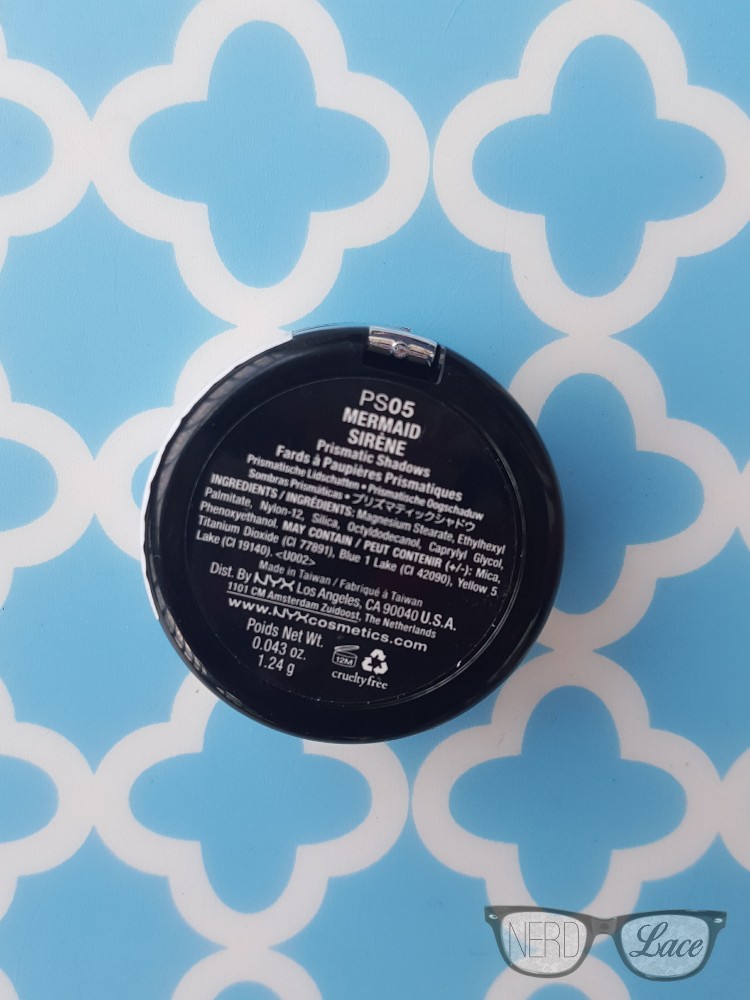 PS05
MERMAID
SIRÈNE
Prismatic Shadows
Fards à Paupières Prismatiques
Prismatische Lidschatten • Prismatische Oogschaduw
Sombras Prismáticas • プリズマティックシャドウ
INGREDIENTS / INGRÉDIENTS: Magnesium Stearate, Ethylhexyl
Palmitate, Nylon-12, Silica, Octyldodecanol, Caprylyl Glycol,
Phenoxyethanol. MAY CONTAIN / PEUT CONTENIR (+/-): Mica,
Titanium Dioxide (CI 77891), Blue 1 Lake (CI 42090), Yellow 5
Lake (CI 19140). <U002>
Made in Taiwan / Fabriqué à Taiwan
Dist. By NYX Los Angeles, CA 90040 U.S.A.
1101 CM Amsterdam Zuidoost, The Netherlands
www.NYXcosmetics.com
Poids Net Wt.
0.043 oz.
1.24 g
12M
crueltyfree
NERD Lace